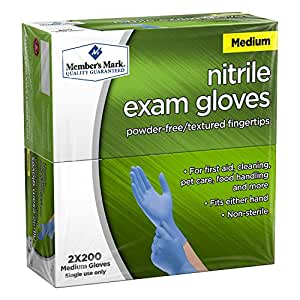 Medium
Member's Mark
QUALITY GUARANTEED
nitrile
exam gloves
powder-free/textured fingertips
• For first aid, cleaning,
pet care, food handling
and more
• Fits either hand
• Non-sterile
2X200
Medium Gloves
Single use only